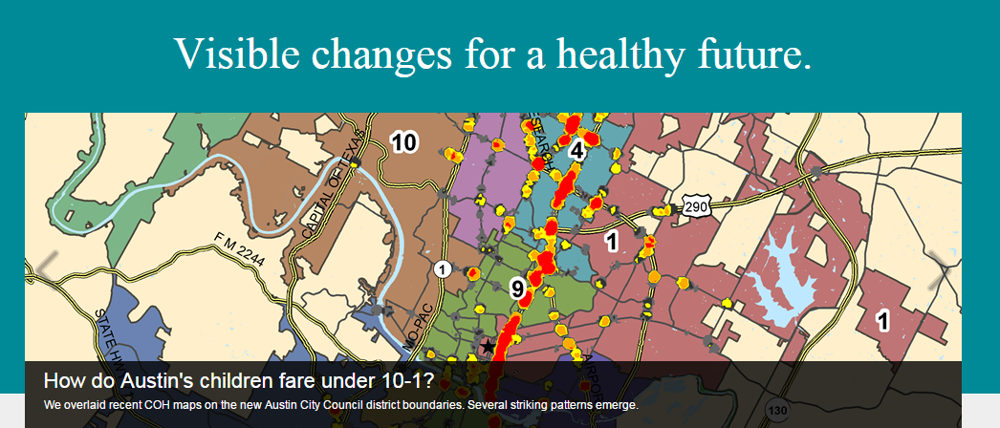 Visible changes for a healthy future.
10
4
CAPITAL OF TEXAS
290
1
F M 2244
1
9
1
STATE HW
MO-PAC
How do Austin's children fare under 10-1?
We overlaid recent COH maps on the new Austin City Council district boundaries. Several striking patterns emerge.
130